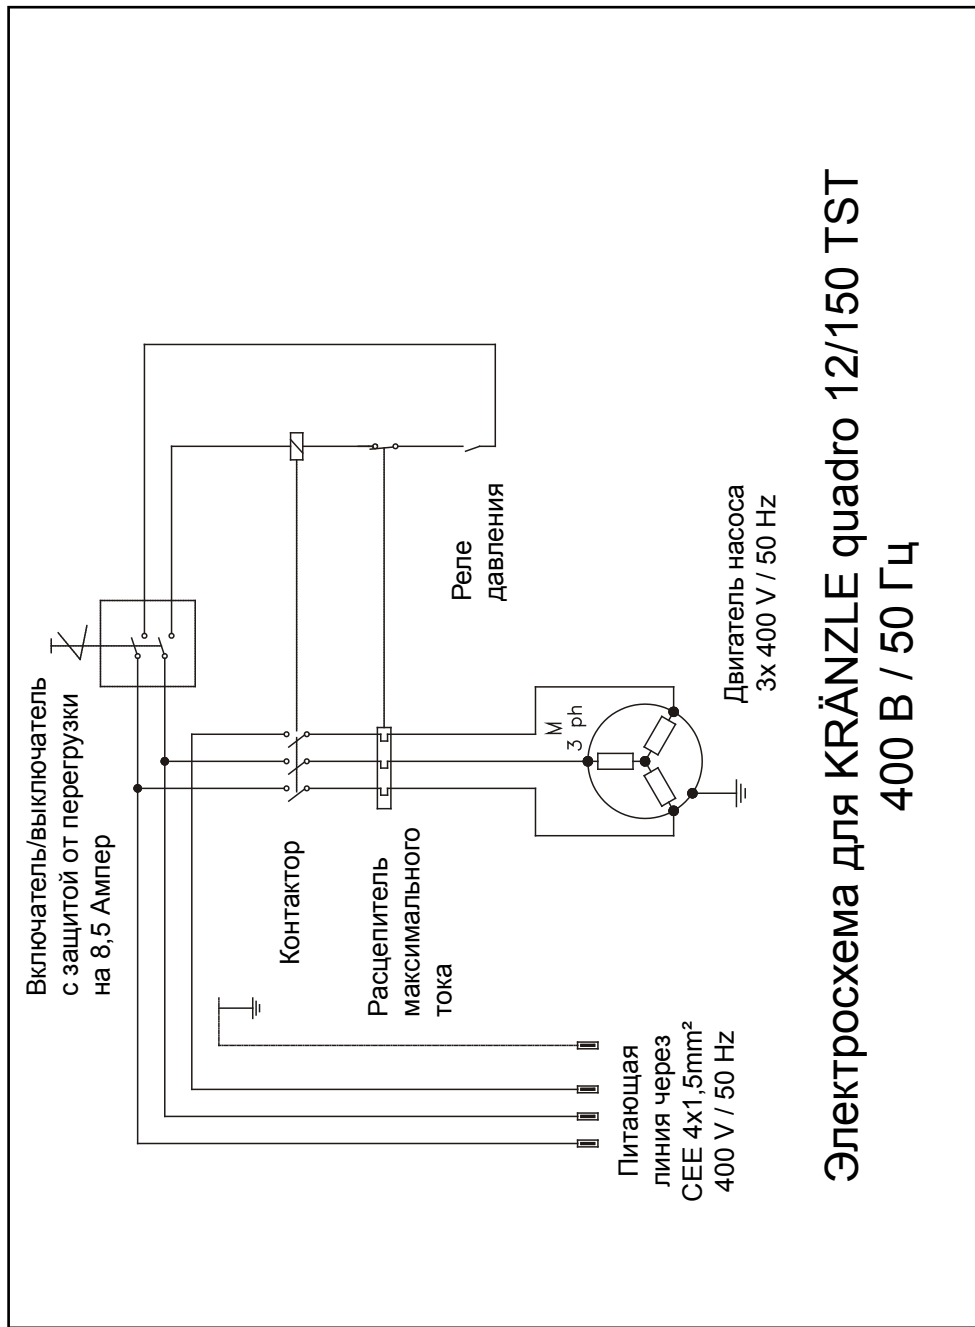 Включатель/выключатель
с защитой от перегрузки
на 8,5 Ампер
Контактор
Расцепитель
максимального
тока
Реле
давления
M
3 ph
Питающая
линия через
CEE 4x1,5mm²
400 V / 50 Hz
Двигатель насоса
3x 400 V / 50 Hz
Электросхема для KRÄNZLE quadro 12/150 TST
400 В / 50 Гц